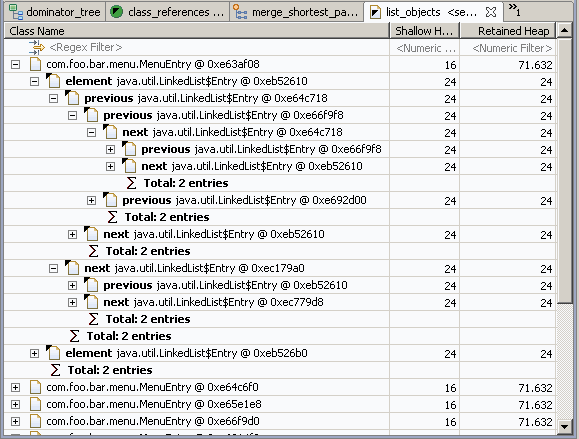 dominator_tree class_references ... merge_shortest_pa... list_objects <se... »1
Class Name Shallow H... Retained Heap
<Regex Filter> <Numeric ... <Numeric Filter>
com.foo.bar.menu.MenuEntry @ 0xe63af08 16 71.632
element java.util.LinkedList$Entry @ 0xeb52610 24 24
previous java.util.LinkedList$Entry @ 0xe64c718 24 24
previous java.util.LinkedList$Entry @ 0xe66f9f8 24 24
next java.util.LinkedList$Entry @ 0xe64c718 24 24
previous java.util.LinkedList$Entry @ 0xe66f9f8 24 24
next java.util.LinkedList$Entry @ 0xeb52610 24 24
Σ Total: 2 entries
previous java.util.LinkedList$Entry @ 0xe692d00 24 24
Σ Total: 2 entries
next java.util.LinkedList$Entry @ 0xeb52610 24 24
Σ Total: 2 entries
next java.util.LinkedList$Entry @ 0xec179a0 24 24
previous java.util.LinkedList$Entry @ 0xeb52610 24 24
next java.util.LinkedList$Entry @ 0xec779d8 24 24
Σ Total: 2 entries
Σ Total: 2 entries
element java.util.LinkedList$Entry @ 0xeb526b0 24 24
Σ Total: 2 entries
com.foo.bar.menu.MenuEntry @ 0xe64c6f0 16 71.632
com.foo.bar.menu.MenuEntry @ 0xe65e1e8 16 71.632
com.foo.bar.menu.MenuEntry @ 0xe66f9d0 16 71.632